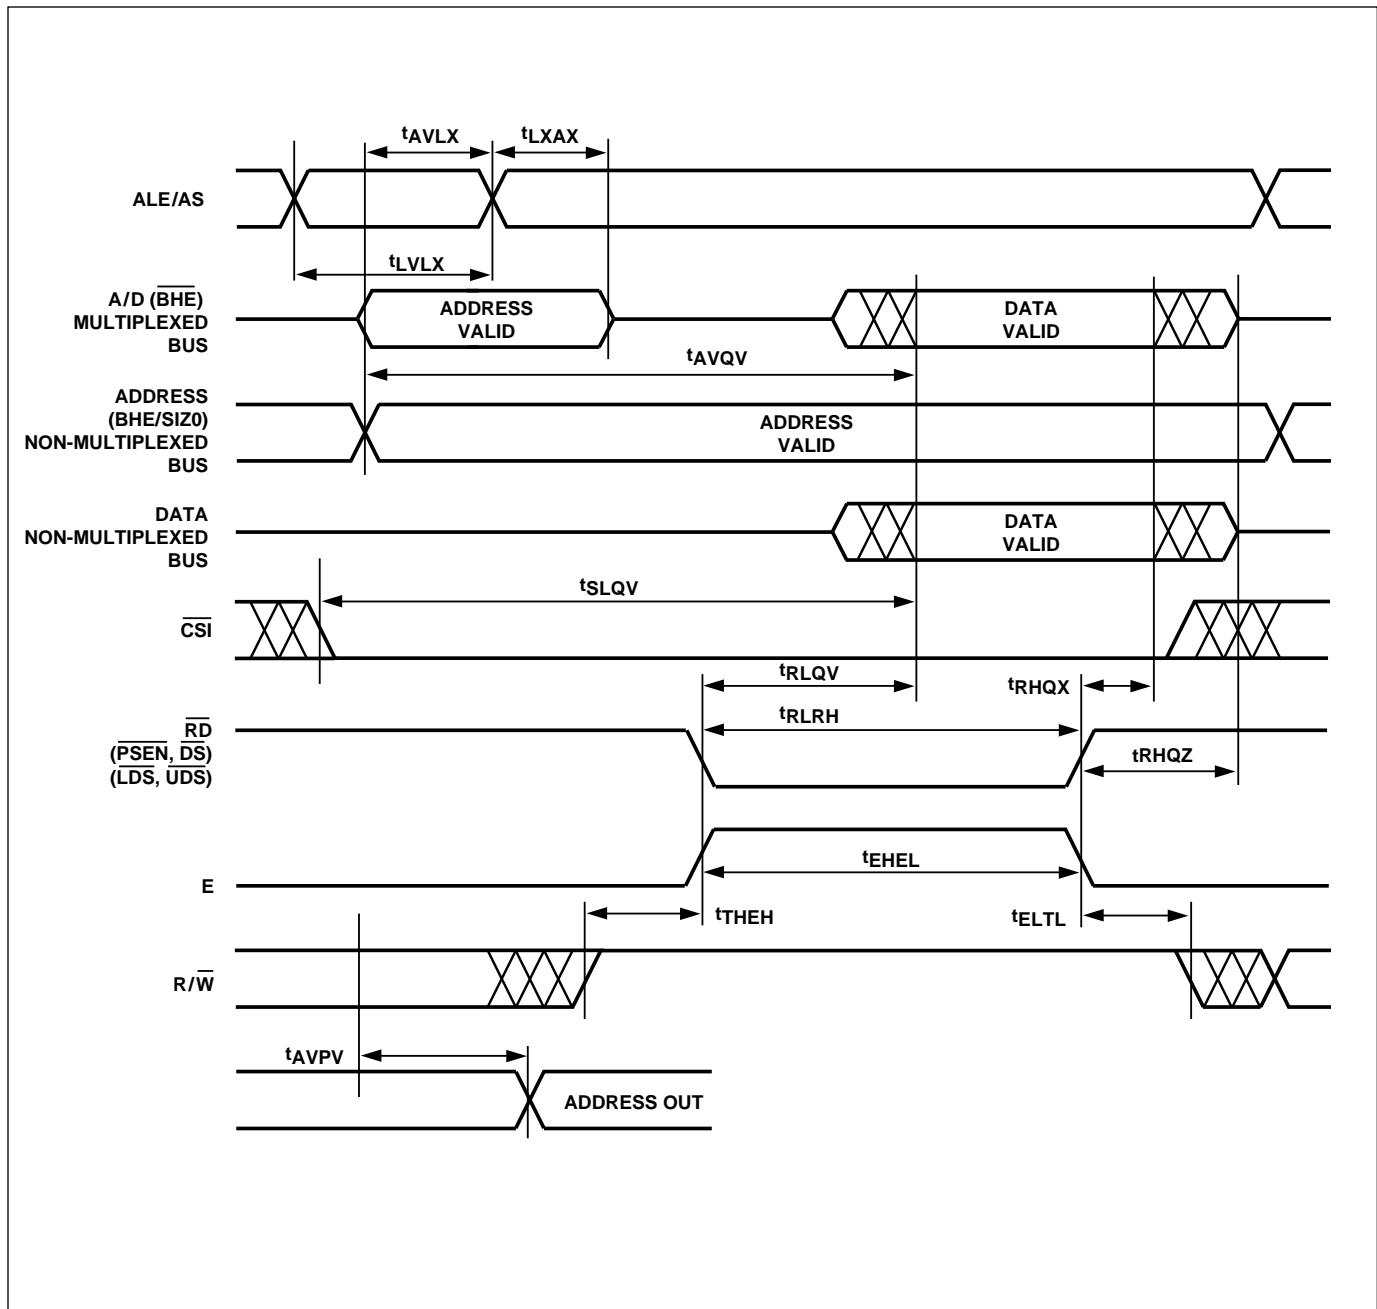 tAVLX
tLXAX
ALE/AS
tLVLX
A/D (BHE)
MULTIPLEXED
BUS
ADDRESS
VALID
DATA
VALID
tAVQV
ADDRESS
(BHE/SIZ0)
NON-MULTIPLEXED
BUS
ADDRESS
VALID
DATA
NON-MULTIPLEXED
BUS
DATA
VALID
tSLQV
CSI
tRLQV
tRHQX
tRLRH
RD
(PSEN, DS)
(LDS, UDS)
tRHQZ
tEHEL
E
tTHEH
tELTL
R/W
tAVPV
ADDRESS OUT